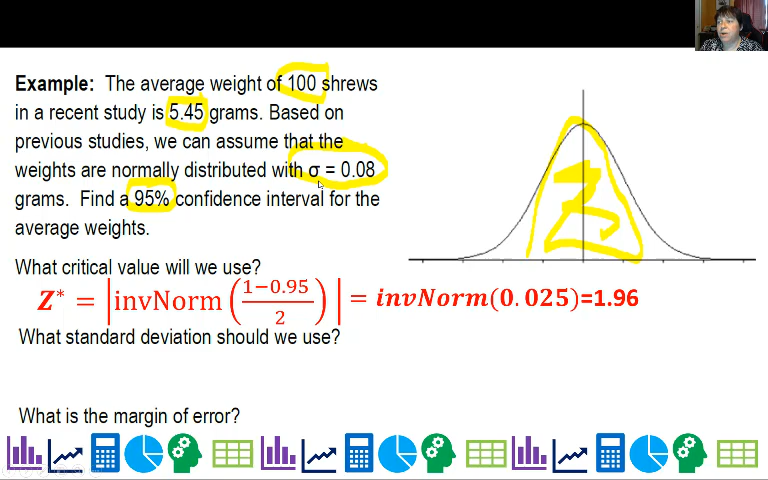 Example: The average weight of 100 shrews
in a recent study is 5.45 grams. Based on
previous studies, we can assume that the
weights are normally distributed with σ = 0.08
grams. Find a 95% confidence interval for the
average weights.
What critical value will we use?
Z* = |invNorm((1−0.95)/2)| = invNorm(0.025)=1.96
What standard deviation should we use?
What is the margin of error?